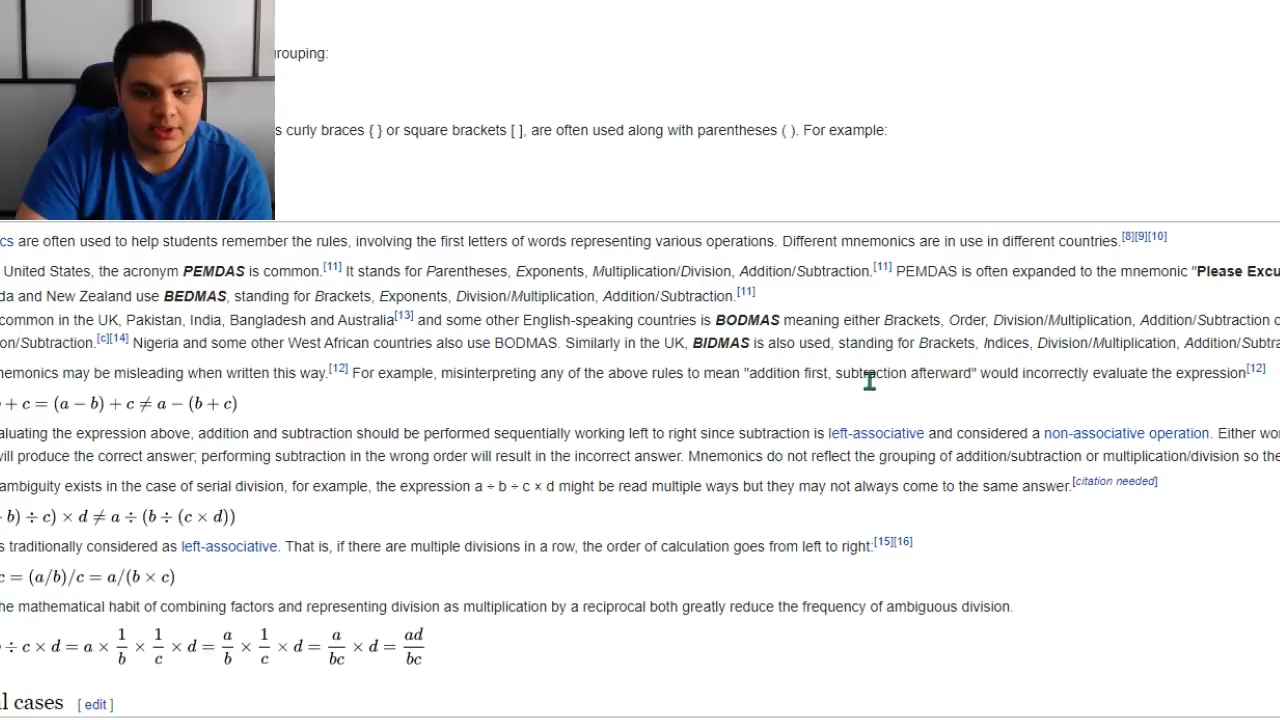 rouping:
s curly braces { } or square brackets [ ], are often used along with parentheses ( ). For example:
cs are often used to help students remember the rules, involving the first letters of words representing various operations. Different mnemonics are in use in different countries.[8][9][10]
United States, the acronym PEMDAS is common.[11] It stands for Parentheses, Exponents, Multiplication/Division, Addition/Subtraction.[11] PEMDAS is often expanded to the mnemonic "Please Excu
da and New Zealand use BEDMAS, standing for Brackets, Exponents, Division/Multiplication, Addition/Subtraction.[11]
common in the UK, Pakistan, India, Bangladesh and Australia[13] and some other English-speaking countries is BODMAS meaning either Brackets, Order, Division/Multiplication, Addition/Subtraction o
on/Subtraction.[c][14] Nigeria and some other West African countries also use BODMAS. Similarly in the UK, BIDMAS is also used, standing for Brackets, Indices, Division/Multiplication, Addition/Subtra
nemonics may be misleading when written this way.[12] For example, misinterpreting any of the above rules to mean "addition first, subtraction afterward" would incorrectly evaluate the expression[12]
+ c = (a − b) + c ≠ a − (b + c)
aluating the expression above, addition and subtraction should be performed sequentially working left to right since subtraction is left-associative and considered a non-associative operation. Either wor
will produce the correct answer; performing subtraction in the wrong order will result in the incorrect answer. Mnemonics do not reflect the grouping of addition/subtraction or multiplication/division so the
ambiguity exists in the case of serial division, for example, the expression a ÷ b ÷ c × d might be read multiple ways but they may not always come to the same answer.[citation needed]
b) ÷ c) × d ≠ a ÷ (b ÷ (c × d))
s traditionally considered as left-associative. That is, if there are multiple divisions in a row, the order of calculation goes from left to right:[15][16]
c = (a/b)/c = a/(b × c)
he mathematical habit of combining factors and representing division as multiplication by a reciprocal both greatly reduce the frequency of ambiguous division.
÷ c × d = a × 1/b × 1/c × d = a/b × 1/c × d = a/bc × d = ad/bc
l cases [ edit ]